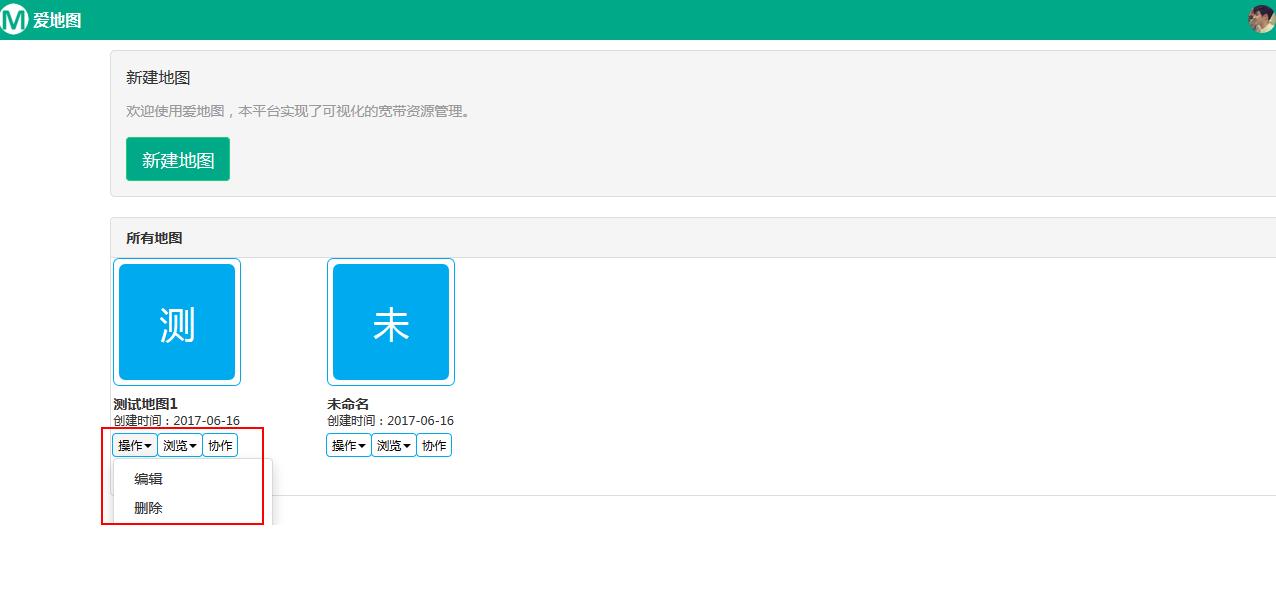 M 爱地图
新建地图
欢迎使用爱地图，本平台实现了可视化的宽带资源管理。
新建地图
所有地图
测
未
测试地图1
创建时间：2017-06-16
操作 浏览 协作
编辑
删除
未命名
创建时间：2017-06-16
操作 浏览 协作